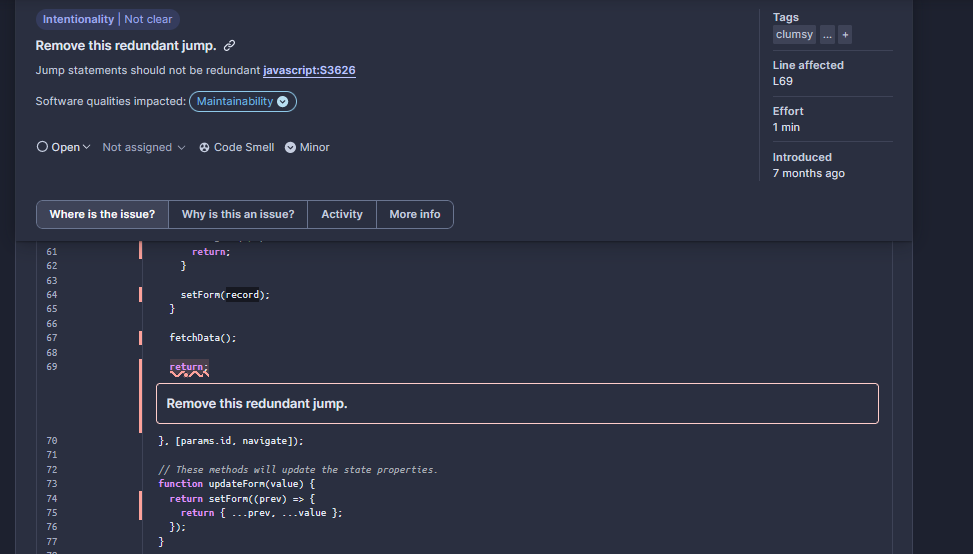 Intentionality | Not clear
Remove this redundant jump.
Jump statements should not be redundant javascript:S3626
Software qualities impacted: Maintainability
Open Not assigned Code Smell Minor
Tags
clumsy ... +
Line affected
L69
Effort
1 min
Introduced
7 months ago
Where is the issue? Why is this an issue? Activity More info
61 return;
62 }
63
64 setForm(record);
65 }
66
67 fetchData();
68
69 return;
Remove this redundant jump.
70 }, [params.id, navigate]);
71
72 // These methods will update the state properties.
73 function updateForm(value) {
74 return setForm((prev) => {
75 return { ...prev, ...value };
76 });
77 }